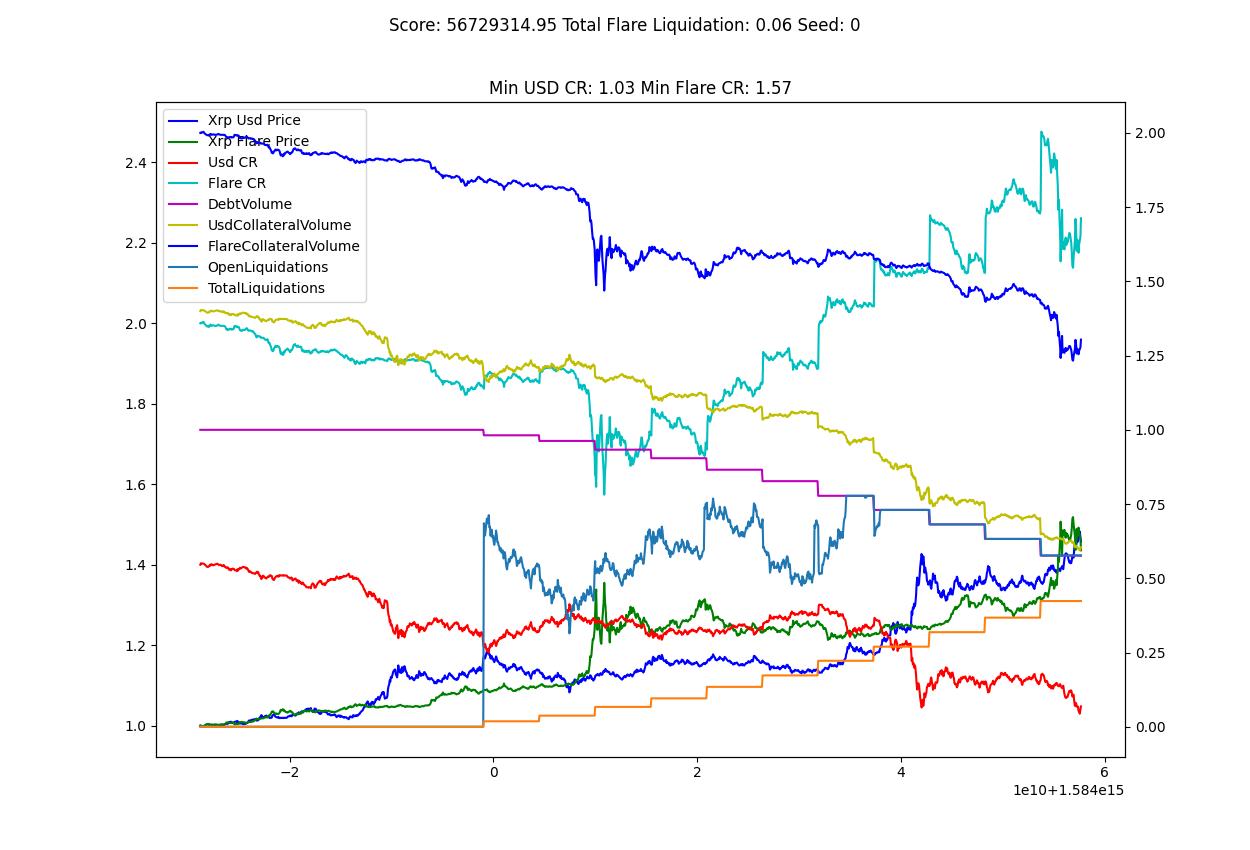 Score: 56729314.95 Total Flare Liquidation: 0.06 Seed: 0
Min USD CR: 1.03 Min Flare CR: 1.57
Xrp Usd Price
Xrp Flare Price
Usd CR
Flare CR
DebtVolume
UsdCollateralVolume
FlareCollateralVolume
OpenLiquidations
TotalLiquidations
2.4
2.2
2.0
1.8
1.6
1.4
1.2
1.0
2.00
1.75
1.50
1.25
1.00
0.75
0.50
0.25
0.00
−2 0 2 4 6
1e10+1.584e15